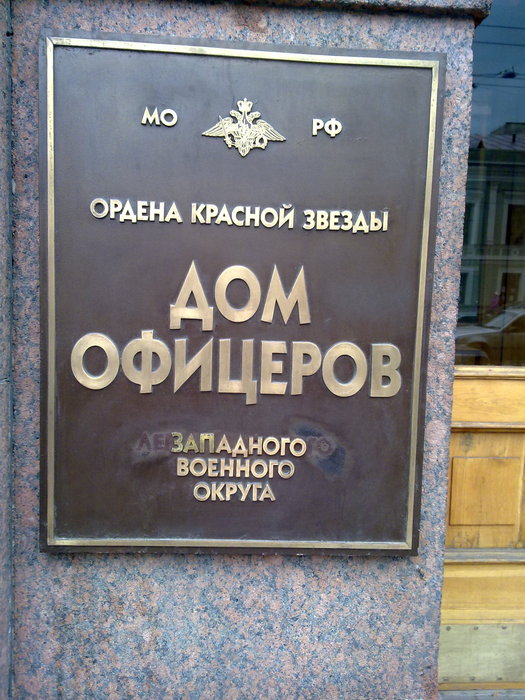 МО РФ
ОРДЕНА КРАСНОЙ ЗВЕЗДЫ
ДОМ
ОФИЦЕРОВ
ЗАПАДНОГО
ВОЕННОГО
ОКРУГА